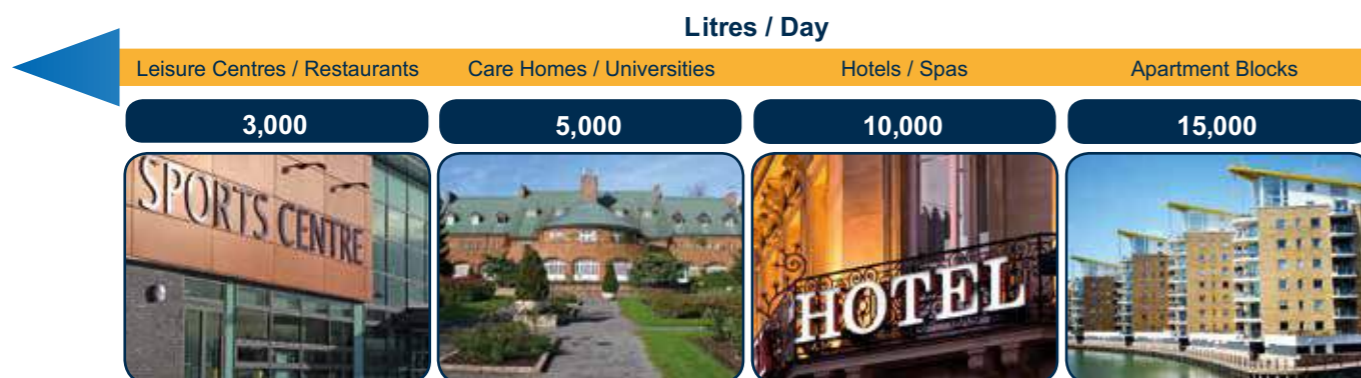 Litres / Day
Leisure Centres / Restaurants
Care Homes / Universities
Hotels / Spas
Apartment Blocks
3,000
5,000
10,000
15,000
SPORTS CENTRE
HOTEL